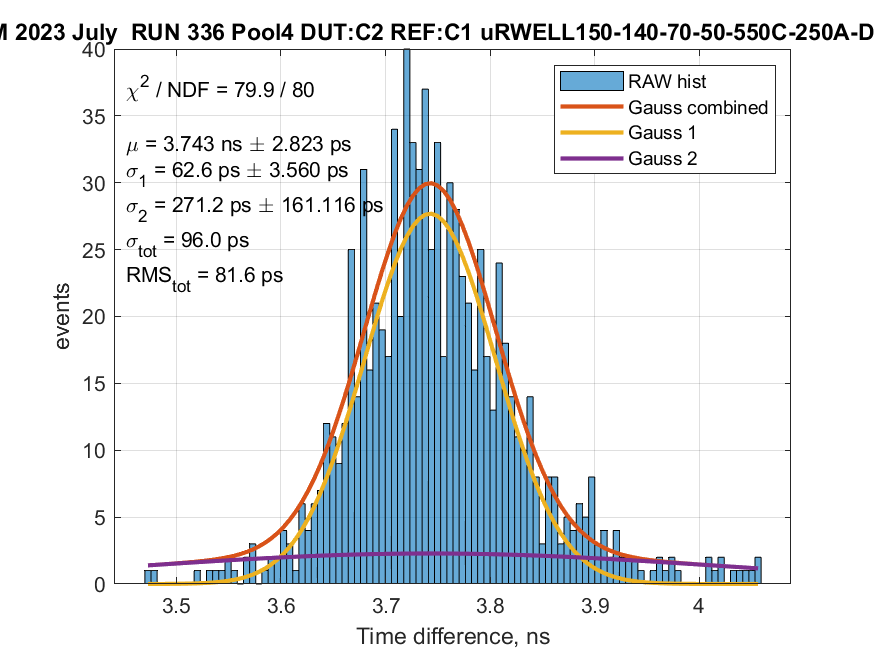 M 2023 July RUN 336 Pool4 DUT:C2 REF:C1 uRWELL150-140-70-50-550C-250A-D
χ2 / NDF = 79.9 / 80
μ = 3.743 ns ± 2.823 ps
σ1 = 62.6 ps ± 3.560 ps
σ2 = 271.2 ps ± 161.116 ps
σtot = 96.0 ps
RMStot = 81.6 ps
RAW hist
Gauss combined
Gauss 1
Gauss 2
events
40
35
30
25
20
15
10
5
0
3.5 3.6 3.7 3.8 3.9 4
Time difference, ns